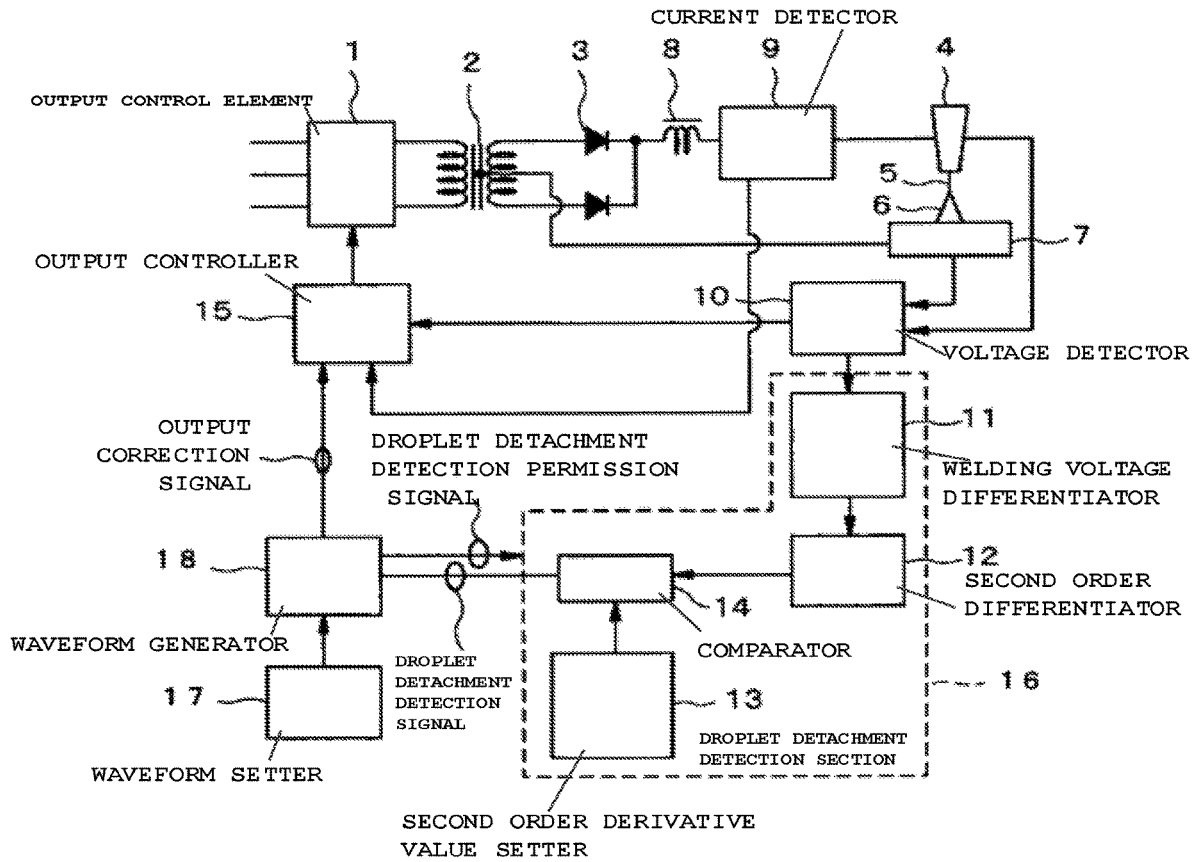 CURRENT DETECTOR
1
2
3
8
9
4
OUTPUT CONTROL ELEMENT
5
6
7
OUTPUT CONTROLLER
15
10
VOLTAGE DETECTOR
11
WELDING VOLTAGE
DIFFERENTIATOR
OUTPUT
CORRECTION
SIGNAL
DROPLET DETACHMENT
DETECTION PERMISSION
SIGNAL
18
12
SECOND ORDER
DIFFERENTIATOR
14
COMPARATOR
WAVEFORM GENERATOR
DROPLET
DETACHMENT
DETECTION
SIGNAL
17
13
16
DROPLET DETACHMENT
DETECTION SECTION
WAVEFORM SETTER
SECOND ORDER DERIVATIVE
VALUE SETTER